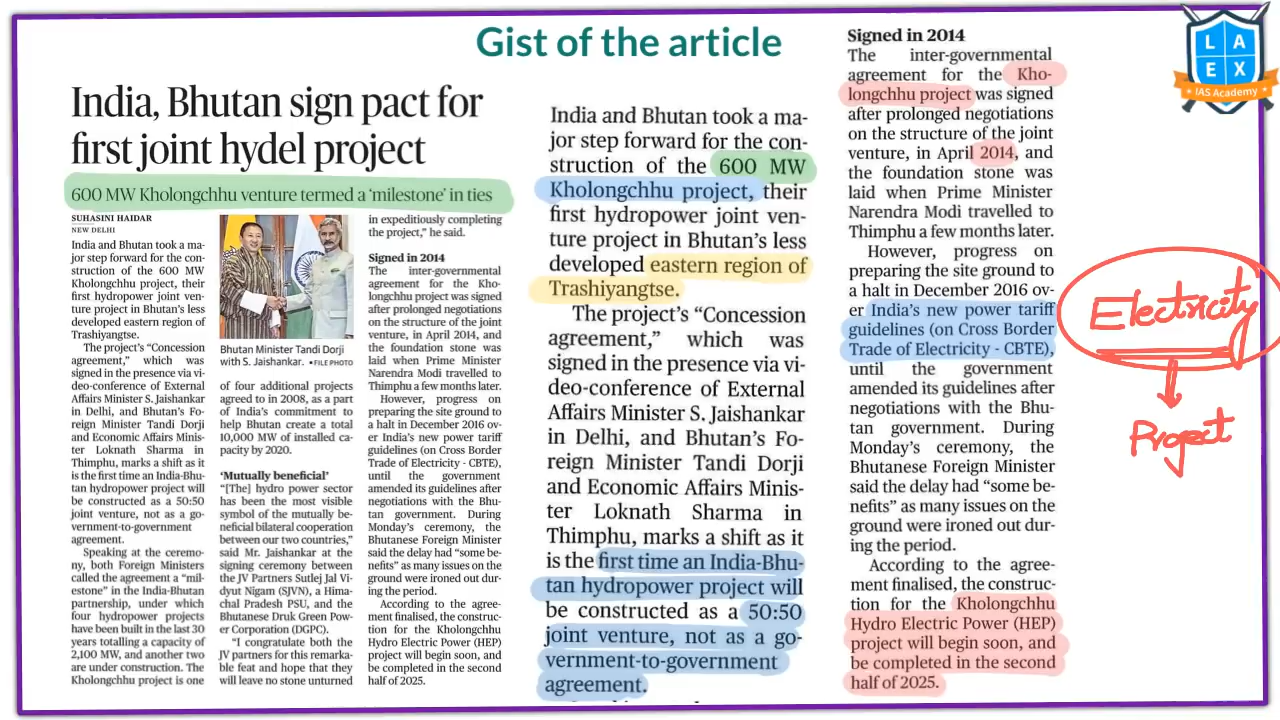 Gist of the article
L A
E X
IAS Academy
India, Bhutan sign pact for
first joint hydel project
600 MW Kholongchhu venture termed a ‘milestone’ in ties
SUHASINI HAIDAR
NEW DELHI
India and Bhutan took a ma-
jor step forward for the con-
struction of the 600 MW
Kholongchhu project, their
first hydropower joint ven-
ture project in Bhutan’s less
developed eastern region of
Trashiyangtse.
The project’s “Concession
agreement,” which was
signed in the presence via vi-
deo-conference of External
Affairs Minister S. Jaishankar
in Delhi, and Bhutan’s Fo-
reign Minister Tandi Dorji
and Economic Affairs Minis-
ter Loknath Sharma in
Thimphu, marks a shift as it
is the first time an India-Bhu-
tan hydropower project will
be constructed as a 50:50
joint venture, not as a go-
vernment-to-government
agreement.
Speaking at the ceremo-
ny, both Foreign Ministers
called the agreement a “mil-
estone” in the India-Bhutan
partnership, under which
four hydropower projects
have been built in the last 30
years totalling a capacity of
2,100 MW, and another two
are under construction. The
Kholongchhu project is one
Bhutan Minister Tandi Dorji
with S. Jaishankar. • FILE PHOTO
of four additional projects
agreed to in 2008, as a part
of India’s commitment to
help Bhutan create a total
10,000 MW of installed ca-
pacity by 2020.
‘Mutually beneficial’
“[The] hydro power sector
has been the most visible
symbol of the mutually be-
neficial bilateral cooperation
between our two countries,”
said Mr. Jaishankar at the
signing ceremony between
the JV Partners Sutlej Jal Vi-
dyut Nigam (SJVN), a Hima-
chal Pradesh PSU, and the
Bhutanese Druk Green Pow-
er Corporation (DGPC).
“I congratulate both the
JV partners for this remarka-
ble feat and hope that they
will leave no stone unturned
in expeditiously completing
the project,” he said.
Signed in 2014
The inter-governmental
agreement for the Kho-
longchhu project was signed
after prolonged negotiations
on the structure of the joint
venture, in April 2014, and
the foundation stone was
laid when Prime Minister
Narendra Modi travelled to
Thimphu a few months later.
However, progress on
preparing the site ground to
a halt in December 2016 ov-
er India’s new power tariff
guidelines (on Cross Border
Trade of Electricity - CBTE),
until the government
amended its guidelines after
negotiations with the Bhu-
tan government. During
Monday’s ceremony, the
Bhutanese Foreign Minister
said the delay had “some be-
nefits” as many issues on the
ground were ironed out dur-
ing the period.
According to the agree-
ment finalised, the construc-
tion for the Kholongchhu
Hydro Electric Power (HEP)
project will begin soon, and
be completed in the second
half of 2025.
India and Bhutan took a ma-
jor step forward for the con-
struction of the 600 MW
Kholongchhu project, their
first hydropower joint ven-
ture project in Bhutan’s less
developed eastern region of
Trashiyangtse.
The project’s “Concession
agreement,” which was
signed in the presence via vi-
deo-conference of External
Affairs Minister S. Jaishankar
in Delhi, and Bhutan’s Fo-
reign Minister Tandi Dorji
and Economic Affairs Minis-
ter Loknath Sharma in
Thimphu, marks a shift as it
is the first time an India-Bhu-
tan hydropower project will
be constructed as a 50:50
joint venture, not as a go-
vernment-to-government
agreement.
Signed in 2014
The inter-governmental
agreement for the Kho-
longchhu project was signed
after prolonged negotiations
on the structure of the joint
venture, in April 2014, and
the foundation stone was
laid when Prime Minister
Narendra Modi travelled to
Thimphu a few months later.
However, progress on
preparing the site ground to
a halt in December 2016 ov-
er India’s new power tariff
guidelines (on Cross Border
Trade of Electricity - CBTE),
until the government
amended its guidelines after
negotiations with the Bhu-
tan government. During
Monday’s ceremony, the
Bhutanese Foreign Minister
said the delay had “some be-
nefits” as many issues on the
ground were ironed out dur-
ing the period.
According to the agree-
ment finalised, the construc-
tion for the Kholongchhu
Hydro Electric Power (HEP)
project will begin soon, and
be completed in the second
half of 2025.
Electricity
Project